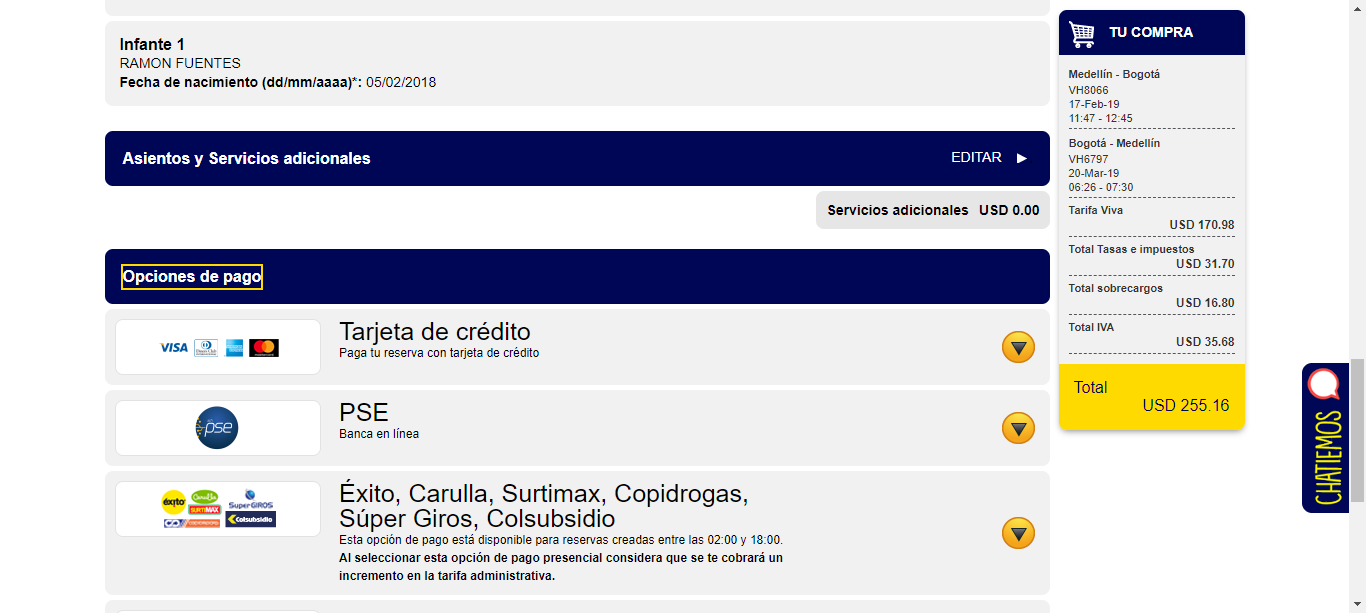 Infante 1
RAMON FUENTES
Fecha de nacimiento (dd/mm/aaaa)*: 05/02/2018
Asientos y Servicios adicionales
EDITAR
Servicios adicionales USD 0.00
Opciones de pago
VISA
Tarjeta de crédito
Paga tu reserva con tarjeta de crédito
pse
PSE
Banca en línea
éxito
Carulla
SURTIMAX
SuperGIROS
Colsubsidio
Éxito, Carulla, Surtimax, Copidrogas,
Súper Giros, Colsubsidio
Esta opción de pago está disponible para reservas creadas entre las 02:00 y 18:00.
Al seleccionar esta opción de pago presencial considera que se te cobrará un
incremento en la tarifa administrativa.
TU COMPRA
Medellín - Bogotá
VH8066
17-Feb-19
11:47 - 12:45
Bogotá - Medellín
VH6797
20-Mar-19
06:26 - 07:30
Tarifa Viva
USD 170.98
Total Tasas e impuestos
USD 31.70
Total sobrecargos
USD 16.80
Total IVA
USD 35.68
Total
USD 255.16
CHATIEMOS